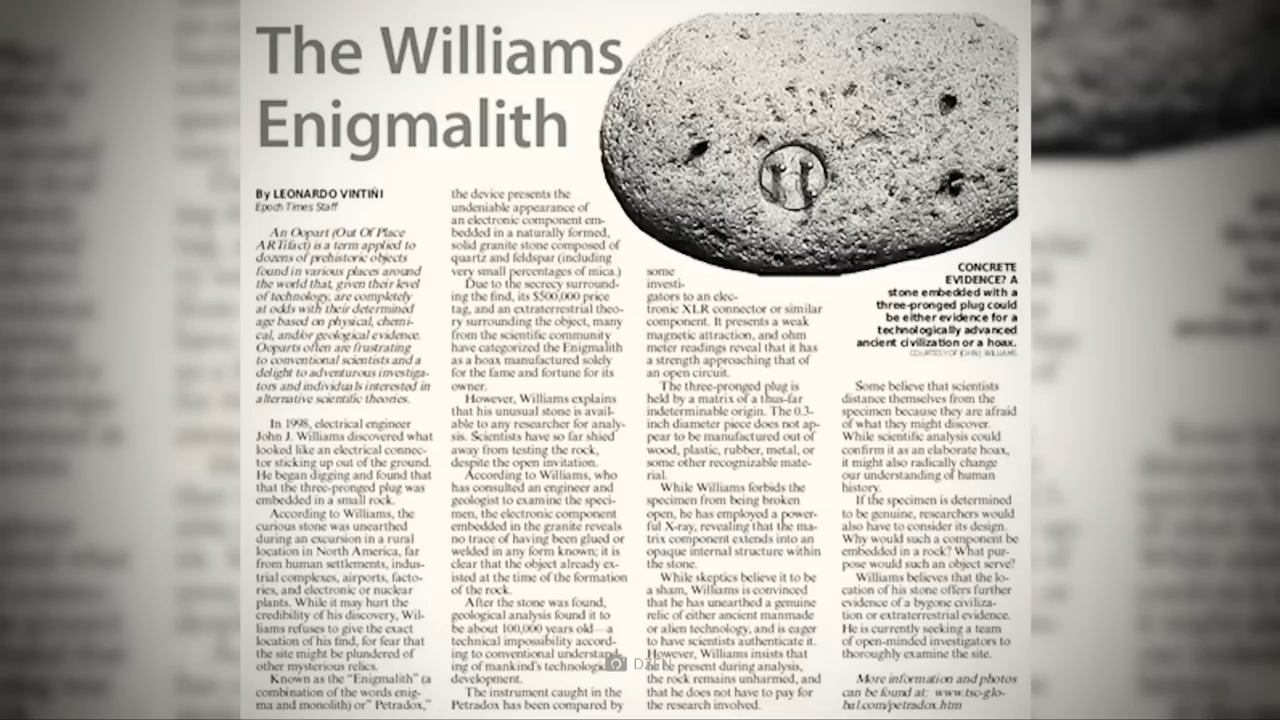 The Williams
Enigmalith
By LEONARDO VINTIÑI
Epoch Times Staff
An Oopart (Out Of Place
ARTifact) is a term applied to
dozens of prehistoric objects
found in various places around
the world that, given their level
of technology, are completely
at odds with their determined
age based on physical, chemi-
cal, and/or geological evidence.
Ooparts often are frustrating
to conventional scientists and a
delight to adventurous investiga-
tors and individuals interested in
alternative scientific theories.
In 1998, electrical engineer
John J. Williams discovered what
looked like an electrical connec-
tor sticking up out of the ground.
He began digging and found that
that the three-pronged plug was
embedded in a small rock.
According to Williams, the
curious stone was unearthed
during an excursion in a rural
location in North America, far
from human settlements, indus-
trial complexes, airports, facto-
ries, and electronic or nuclear
plants. While it may hurt the
credibility of his discovery, Wil-
liams refuses to give the exact
location of his find, for fear that
the site might be plundered of
other mysterious relics.
Known as the "Enigmalith" (a
combination of the words enig-
ma and monolith) or" Petradox,"
the device presents the
undeniable appearance of
an electronic component em-
bedded in a naturally formed,
solid granite stone composed of
quartz and feldspar (including
very small percentages of mica.)
Due to the secrecy surround-
ing the find, its $500,000 price
tag, and an extraterrestrial theo-
ry surrounding the object, many
from the scientific community
have categorized the Enigmalith
as a hoax manufactured solely
for the fame and fortune for its
owner.
However, Williams explains
that his unusual stone is avail-
able to any researcher for analy-
sis. Scientists have so far shied
away from testing the rock,
despite the open invitation.
According to Williams, who
has consulted an engineer and
geologist to examine the speci-
men, the electronic component
embedded in the granite reveals
no trace of having been glued or
welded in any form known; it is
clear that the object already ex-
isted at the time of the formation
of the rock.
After the stone was found,
geological analysis found it to
be about 100,000 years old—a
technical impossibility accord-
ing to conventional understand-
ing of mankind's technological
development.
The instrument caught in the
Petradox has been compared by
some
investi-
gators to an elec-
tronic XLR connector or similar
component. It presents a weak
magnetic attraction, and ohm
meter readings reveal that it has
a strength approaching that of
an open circuit.
The three-pronged plug is
held by a matrix of a thus-far
indeterminable origin. The 0.3-
inch diameter piece does not ap-
pear to be manufactured out of
wood, plastic, rubber, metal, or
some other recognizable mate-
rial.
While Williams forbids the
specimen from being broken
open, he has employed a power-
ful X-ray, revealing that the ma-
trix component extends into an
opaque internal structure within
the stone.
While skeptics believe it to be
a sham, Williams is convinced
that he has unearthed a genuine
relic of either ancient manmade
or alien technology, and is eager
to have scientists authenticate it.
However, Williams insists that
be present during analysis,
the rock remains unharmed, and
that he does not have to pay for
the research involved.
CONCRETE
EVIDENCE? A
stone embedded with a
three-pronged plug could
be either evidence for a
technologically advanced
ancient civilization or a hoax.
COURTESY OF JOHN J. WILLIAMS
Some believe that scientists
distance themselves from the
specimen because they are afraid
of what they might discover.
While scientific analysis could
confirm it as an elaborate hoax,
it might also radically change
our understanding of human
history.
If the specimen is determined
to be genuine, researchers would
also have to consider its design.
Why would such a component be
embedded in a rock? What pur-
pose would such an object serve?
Williams believes that the lo-
cation of his stone offers further
evidence of a bygone civiliza-
tion or extraterrestrial evidence.
He is currently seeking a team
of open-minded investigators to
thoroughly examine the site.
More information and photos
can be found at: www.tsc-glo-
bal.com/petradox.htm
DZEN